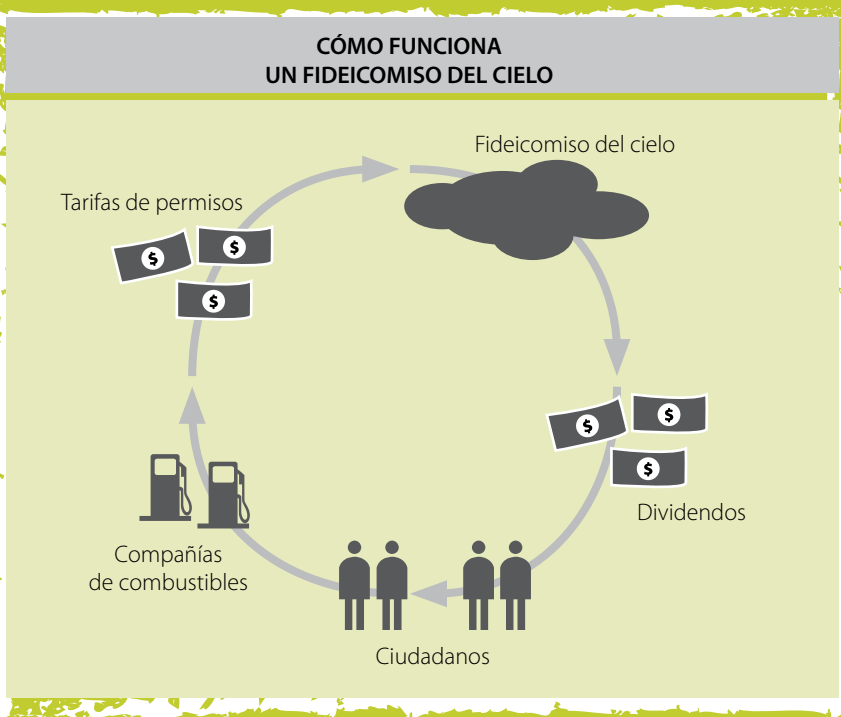 CÓMO FUNCIONA
UN FIDEICOMISO DEL CIELO
Fideicomiso del cielo
Tarifas de permisos
$ $
$
$ $
$
Dividendos
Compañías
de combustibles
Ciudadanos